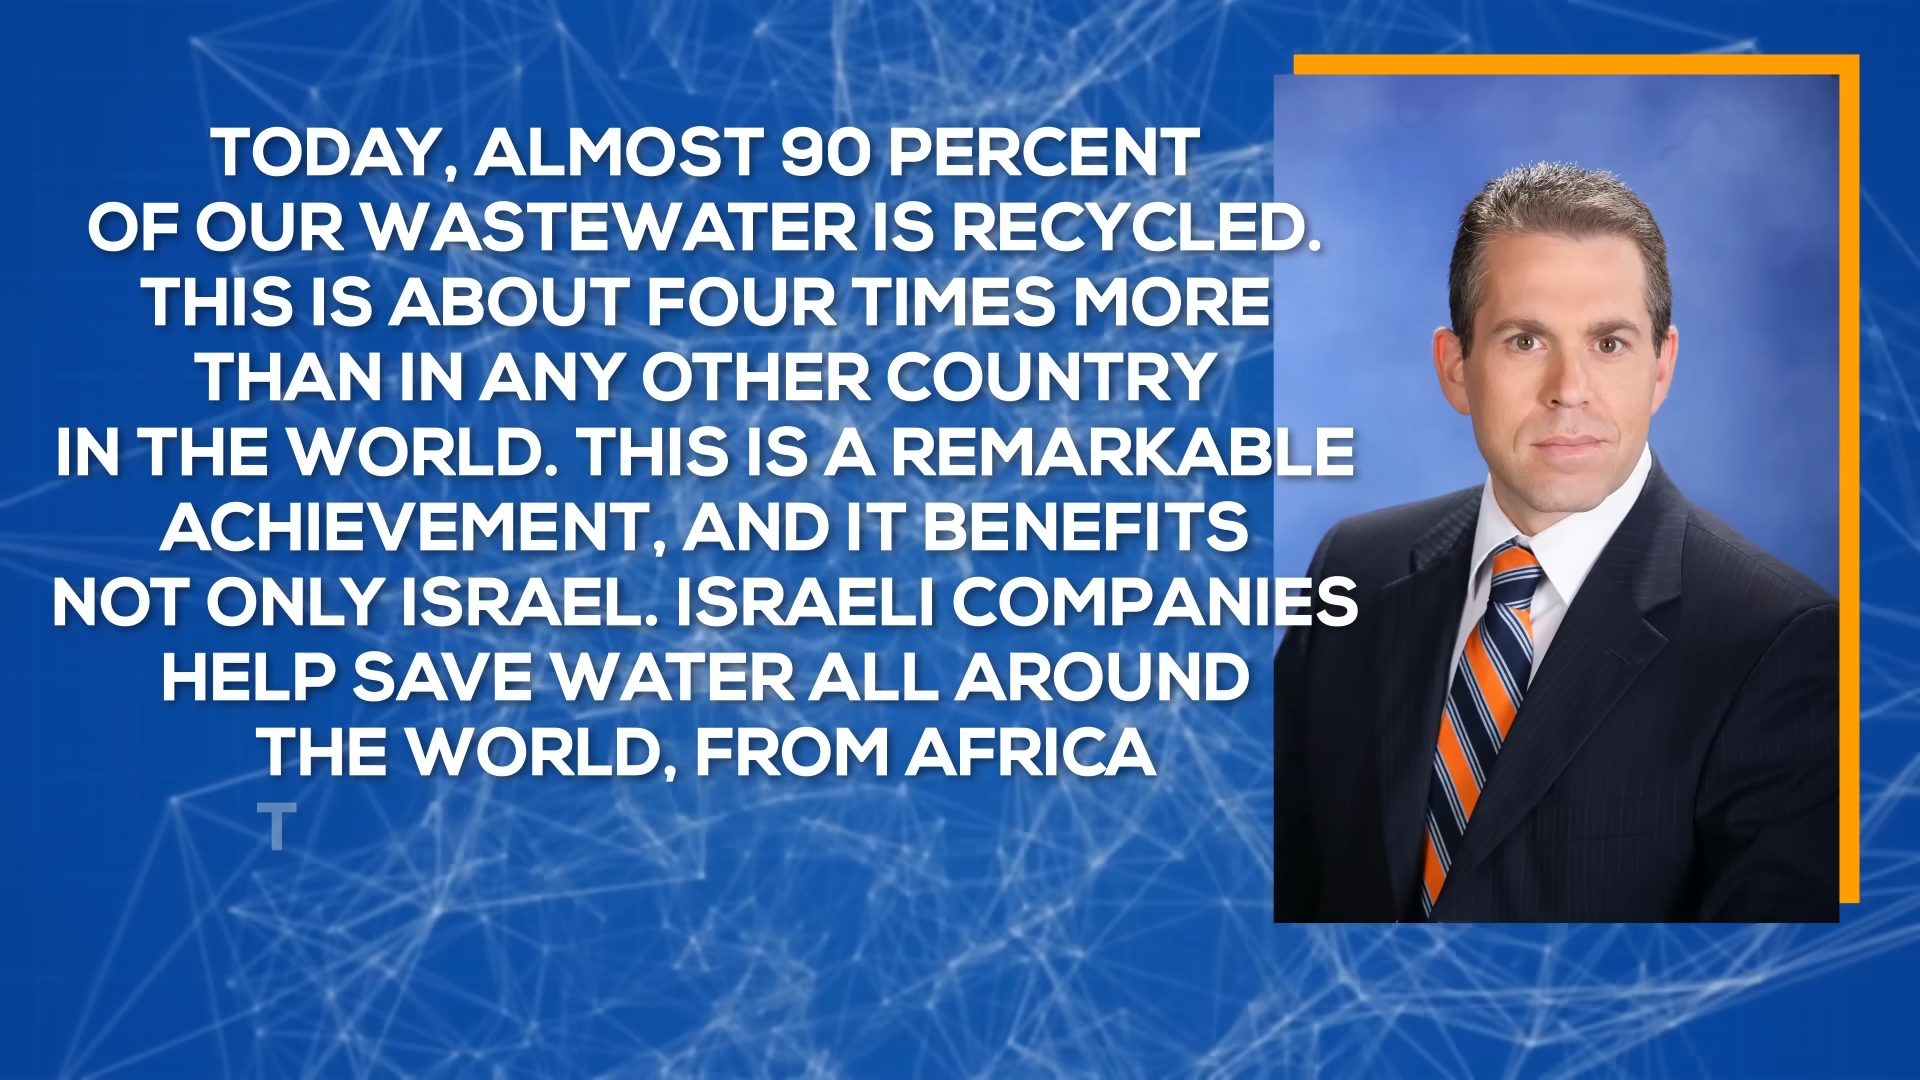 TODAY, ALMOST 90 PERCENT
OF OUR WASTEWATER IS RECYCLED.
THIS IS ABOUT FOUR TIMES MORE
THAN IN ANY OTHER COUNTRY
IN THE WORLD. THIS IS A REMARKABLE
ACHIEVEMENT, AND IT BENEFITS
NOT ONLY ISRAEL. ISRAELI COMPANIES
HELP SAVE WATER ALL AROUND
THE WORLD, FROM AFRICA
T